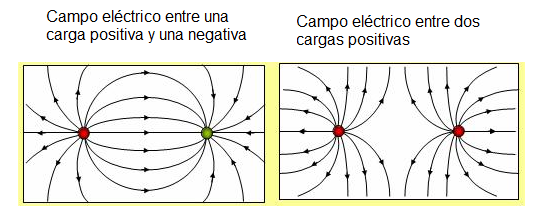 Campo eléctrico entre una
carga positiva y una negativa
Campo eléctrico entre dos
cargas positivas